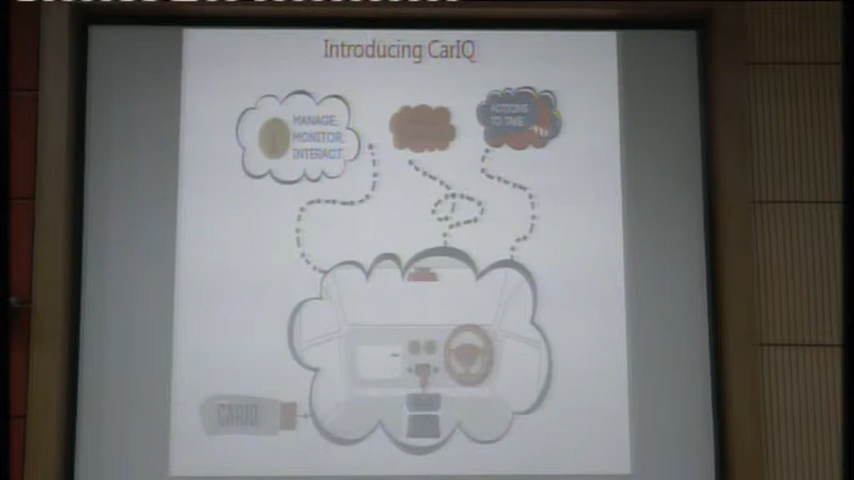 Introducing CarIQ
MANAGE,
MONITOR,
INTERACT
ACTIONS
TO TAKE
CARIQ